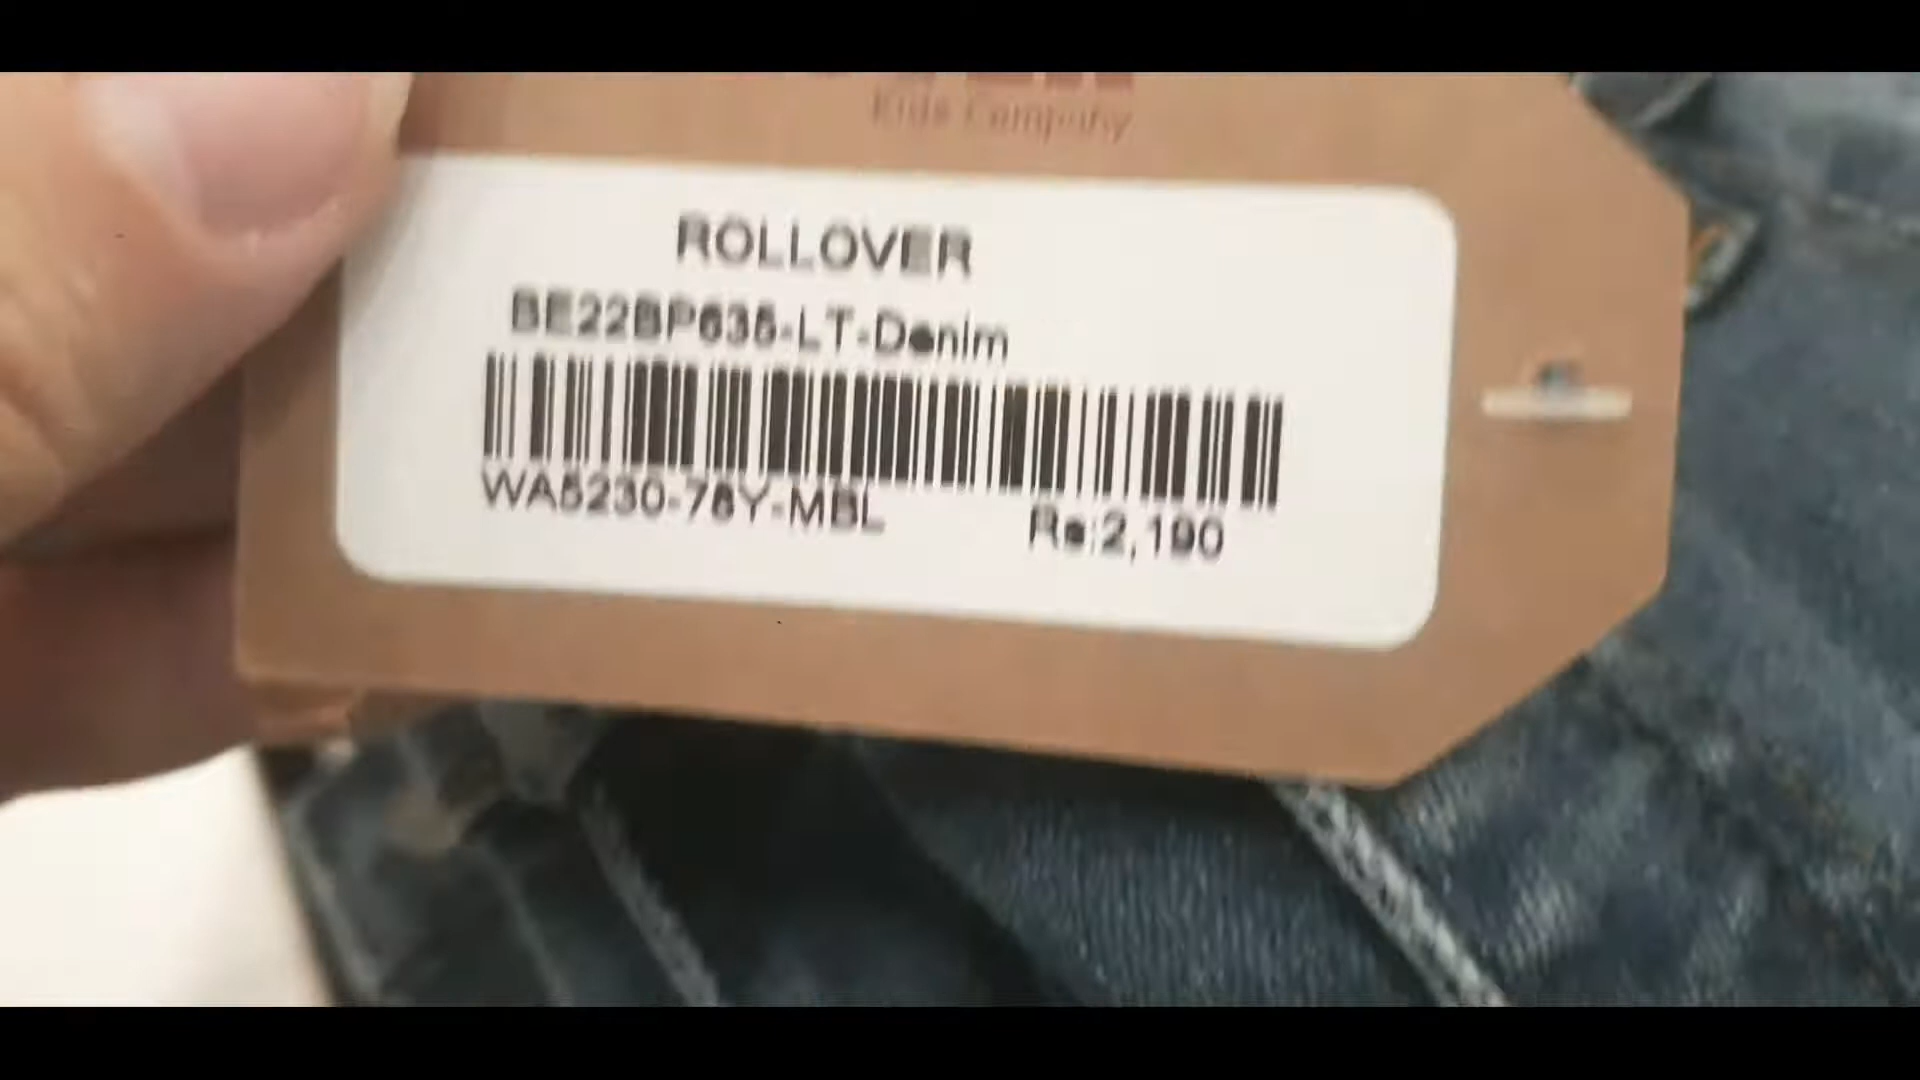 Kids Company
ROLLOVER
BE22BP635-LT-Denim
WA5230-78Y-MBL
Rs:2,190